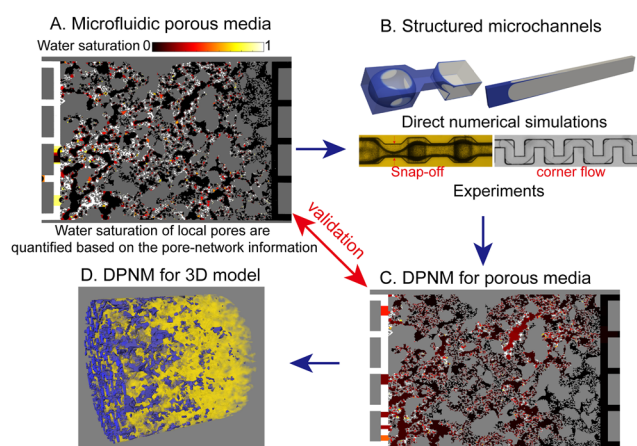 A. Microfluidic porous media
Water saturation 0 1
Water saturation of local pores are
quantified based on the pore-network information
B. Structured microchannels
Direct numerical simulations
Snap-off corner flow
Experiments
validation
D. DPNM for 3D model
C. DPNM for porous media